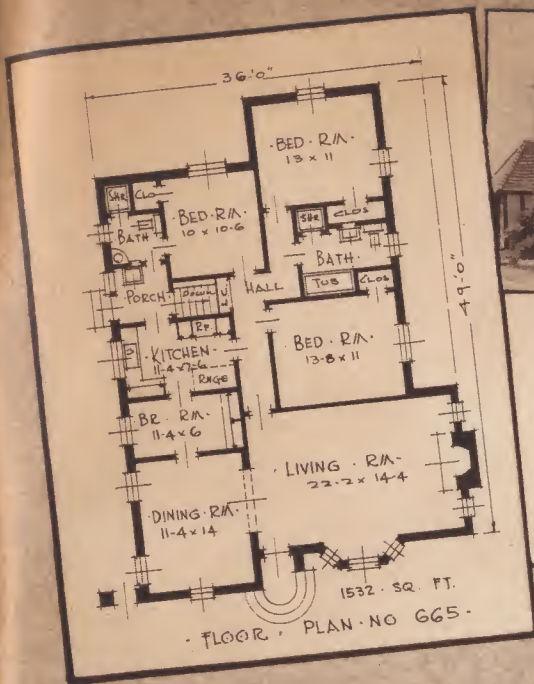 36'0"
BED · RM ·
13 x 11
SHR
CLO
BED · RM ·
10 x 10-6
SHR
CLOS
BATH
BATH ·
HALL
TUB
CLOS
PORCH
DOWN
49'0"
RF
KITCHEN ·
11-4 x 7-6
RNGE
BED · RM ·
13-8 x 11
BR · RM ·
11-4 x 6
LIVING · RM ·
22-2 x 14-4
· DINING · RM ·
11-4 x 14
1532 · SQ. FT.
· FLOOR · PLAN · NO 665 ·